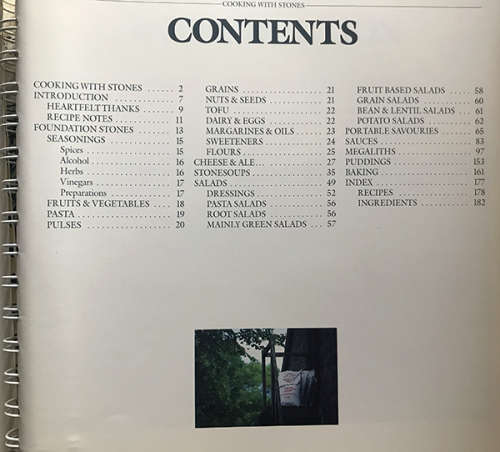 COOKING WITH STONES
CONTENTS
COOKING WITH STONES ...... 2
INTRODUCTION .............. 7
HEARTFELT THANKS ........ 9
RECIPE NOTES .............. 11
FOUNDATION STONES ........ 13
SEASONINGS ................ 15
Spices ..................... 15
Alcohol .................... 16
Herbs ..................... 16
Vinegars ................... 17
Preparations ............... 17
FRUITS & VEGETABLES ..... 18
PASTA ...................... 19
PULSES ..................... 20
GRAINS ..................... 21
NUTS & SEEDS .............. 21
TOFU ....................... 22
DAIRY & EGGS .............. 22
MARGARINES & OILS ....... 23
SWEETENERS ............... 24
FLOURS ..................... 25
CHEESE & ALE ............... 27
STONESOUPS ................ 35
SALADS ...................... 49
DRESSINGS ................. 52
PASTA SALADS .............. 56
ROOT SALADS .............. 56
MAINLY GREEN SALADS .... 57
FRUIT BASED SALADS ...... 58
GRAIN SALADS ............. 60
BEAN & LENTIL SALADS .... 61
POTATO SALADS ............ 62
PORTABLE SAVOURIES ....... 65
SAUCES ...................... 83
MEGALITHS .................. 97
PUDDINGS .................. 153
BAKING .................... 161
INDEX ...................... 177
RECIPES ................... 178
INGREDIENTS .............. 182